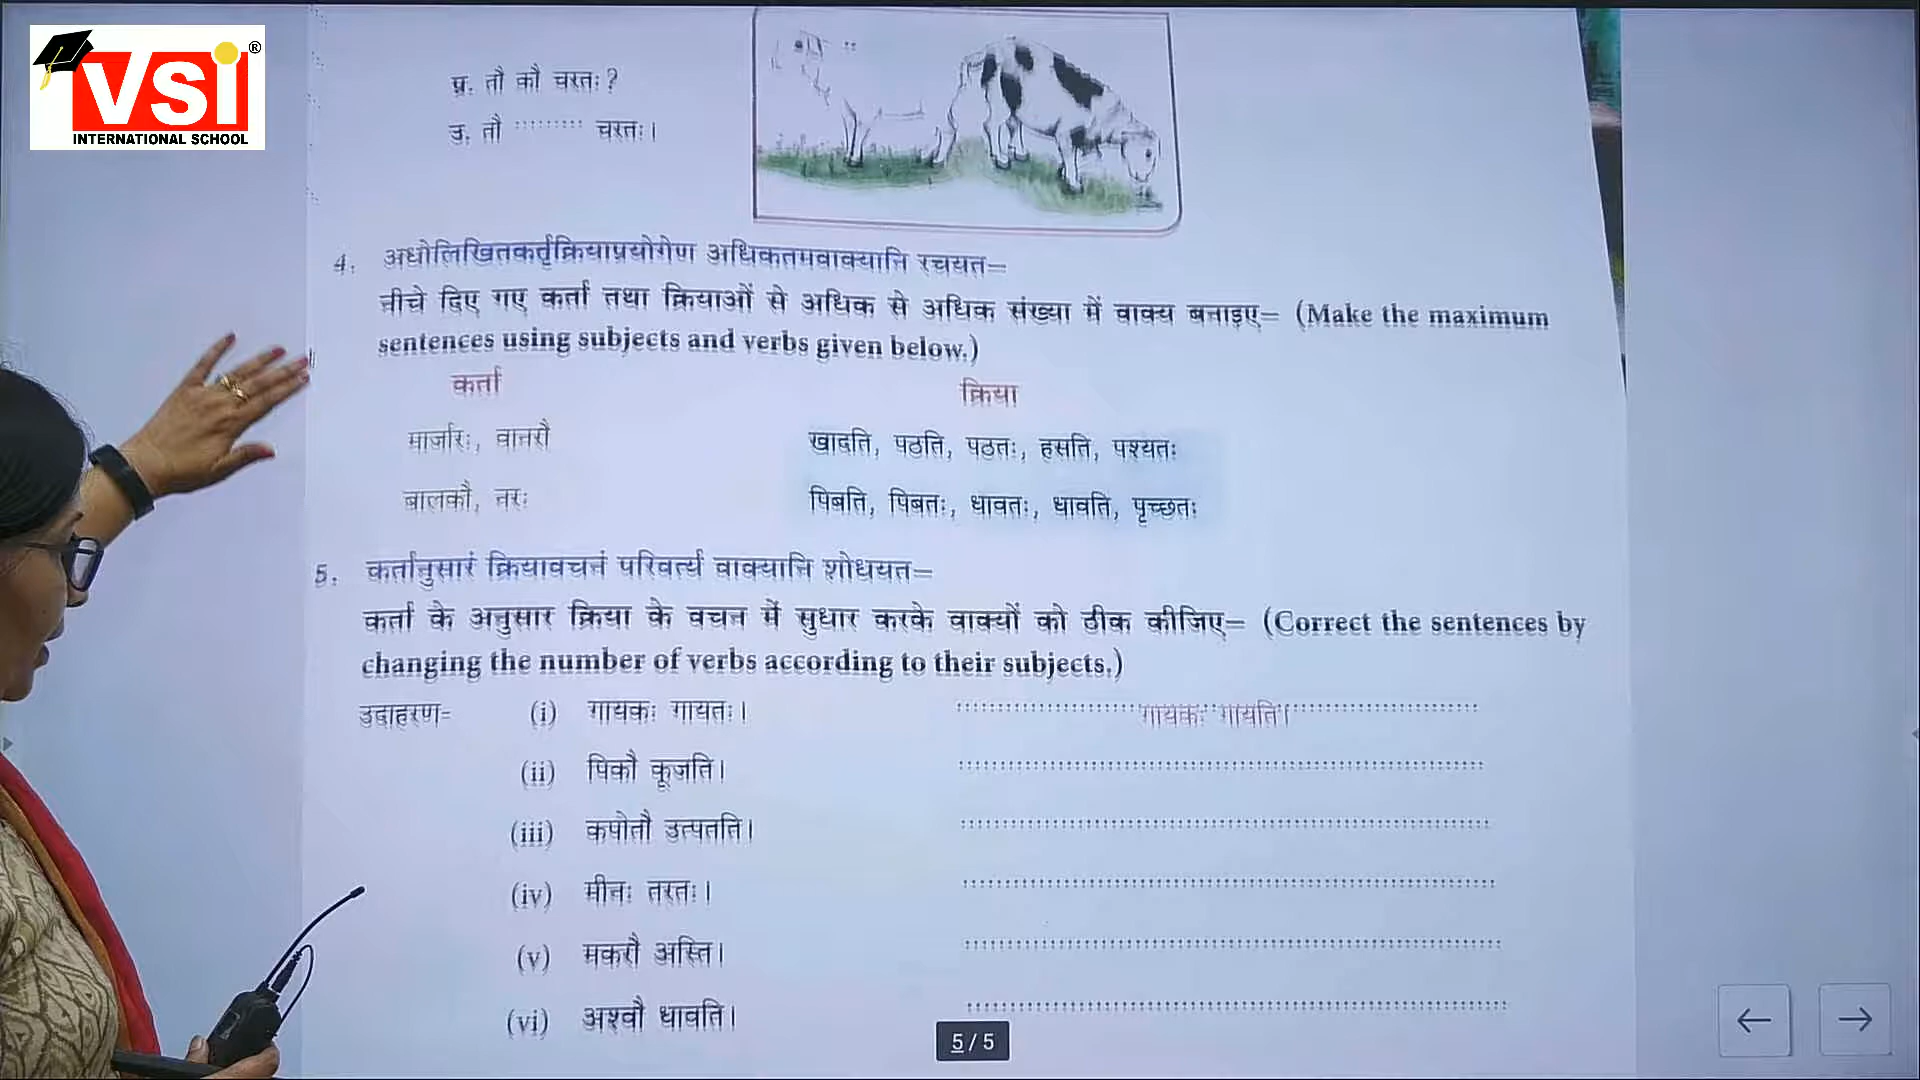 VSI®
INTERNATIONAL SCHOOL
प्र. तौ कौ चरतः?
उ. तौ ......... चरतः।
4. अधोलिखितकर्तृक्रियाप्रयोगेण अधिकतमवाक्यानि रचयत–
नीचे दिए गए कर्ता तथा क्रियाओं से अधिक से अधिक संख्या में वाक्य बनाइए– (Make the maximum
sentences using subjects and verbs given below.)
कर्ता क्रिया
मार्जारः, वानरौ खादति, पठति, पठतः, हसति, पश्यतः
बालकौ, नरः पिबति, पिबतः, धावतः, धावति, पृच्छतः
5. कर्तानुसारं क्रियावचनं परिवर्त्य वाक्यानि शोधयत–
कर्ता के अनुसार क्रिया के वचन में सुधार करके वाक्यों को ठीक कीजिए– (Correct the sentences by
changing the number of verbs according to their subjects.)
उदाहरण– (i) गायकः गायतः। गायकः गायति।
(ii) पिकौ कूजति।
(iii) कपोतौ उत्पतति।
(iv) मीनः तरतः।
(v) मकरौ अस्ति।
(vi) अश्वौ धावति।
5 / 5